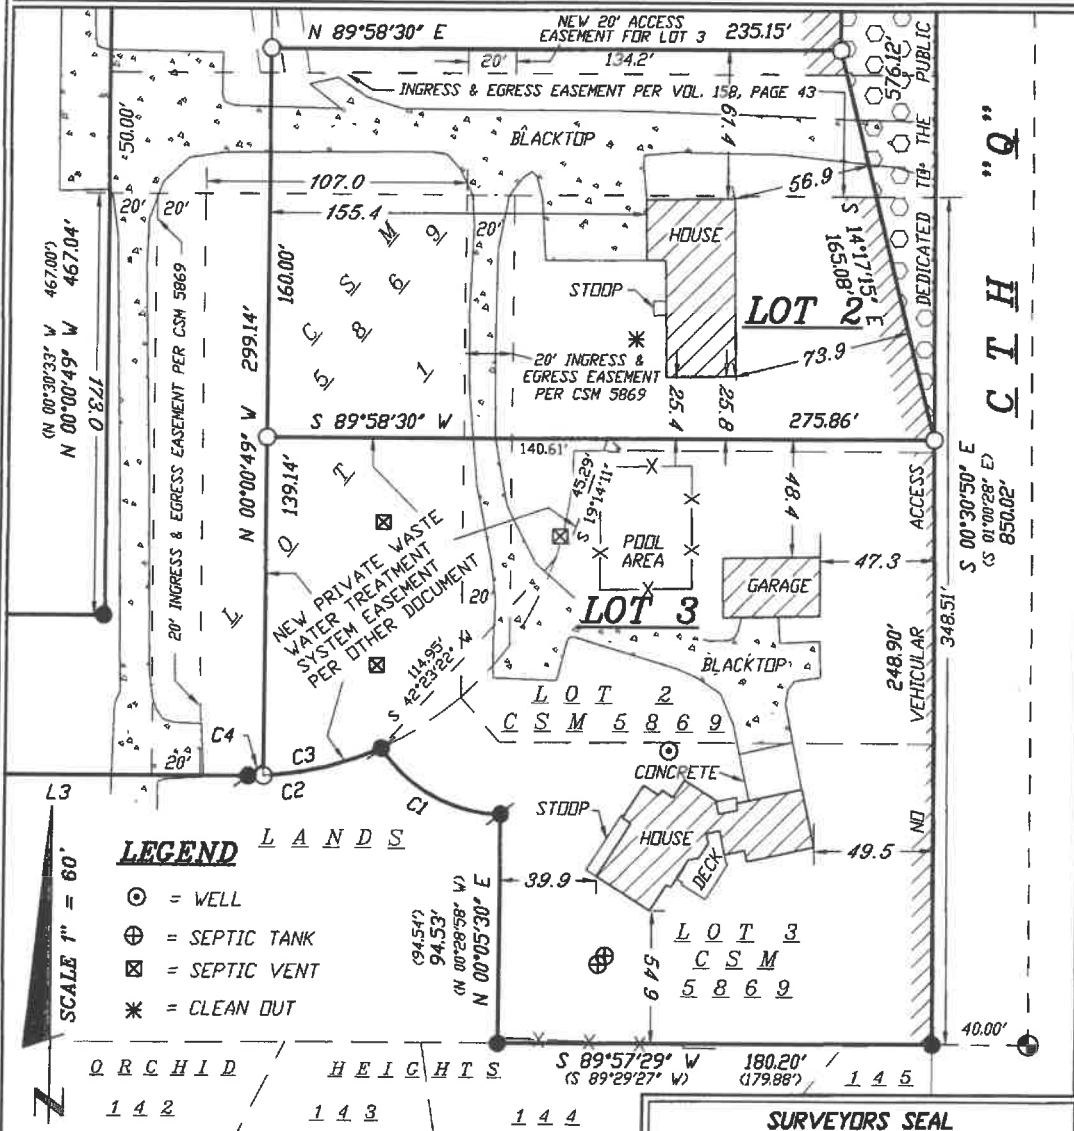 N 89°58'30" E
NEW 20' ACCESS
EASEMENT FOR LOT 3
235.15'
20'
134.2'
INGRESS & EGRESS EASEMENT PER VOL. 158, PAGE 43
50.00'
BLACKTOP
61.4
576.12'
DEDICATED TO THE PUBLIC
C T H "Q"
107.0
56.9
155.4
20'
20'
20'
HOUSE
S 14°17'15" E
165.08'
(N 00°30'33" W 467.00')
N 00°00'49" W 467.04'
173.0
160.00'
STOOP
LOT 2
20' INGRESS &
EGRESS EASEMENT
PER CSM 5869
73.9
25.4
25.8
20' INGRESS & EGRESS EASEMENT PER CSM 5869
N 00°00'49" W 299.14'
L O T 1
C S M 5 8 6 9
S 89°58'30" W
275.86'
140.61'
139.14'
45.29'
S 19°14'11"
48.4
S 00°30'50" E
(S 01°00'28" E)
850.02'
NEW PRIVATE WASTE
WATER TREATMENT
SYSTEM EASEMENT
PER OTHER DOCUMENT
POOL
AREA
GARAGE
47.3
20
LOT 3
BLACKTOP
348.51'
248.90'
NO VEHICULAR ACCESS
114.95'
S 42°23'22" W
L O T 2
C S M 5 8 6 9
C4
C3
C2
20'
C1
CONCRETE
L3
STOOP
HOUSE
DECK
L A N D S
49.5
39.9
LEGEND
= WELL
= SEPTIC TANK
= SEPTIC VENT
= CLEAN OUT
SCALE 1" = 60'
(94.54')
94.53'
(N 00°28'58" W)
N 00°05'30" E
L O T 3
C S M
5 8 6 9
54.9
40.00'
S 89°57'29" W 180.20'
(S 89°29'27" W) (179.88')
O R C H I D H E I G H T S
1 4 5
N
1 4 2
1 4 3
1 4 4
SURVEYORS SEAL